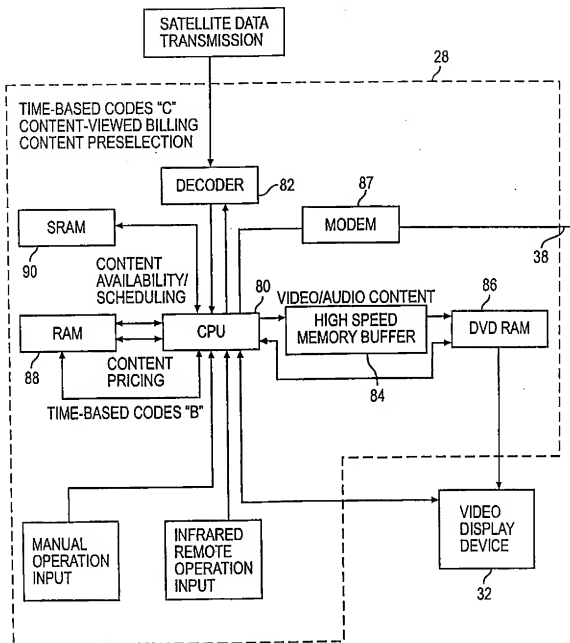 SATELLITE DATA
TRANSMISSION
28
TIME-BASED CODES "C"
CONTENT-VIEWED BILLING
CONTENT PRESELECTION
DECODER
82
87
MODEM
38
SRAM
90
CONTENT
AVAILABILITY/
SCHEDULING
80
VIDEO/AUDIO CONTENT
86
RAM
88
CPU
HIGH SPEED
MEMORY BUFFER
84
DVD RAM
CONTENT
PRICING
TIME-BASED CODES "B"
MANUAL
OPERATION
INPUT
INFRARED
REMOTE
OPERATION
INPUT
VIDEO
DISPLAY
DEVICE
32